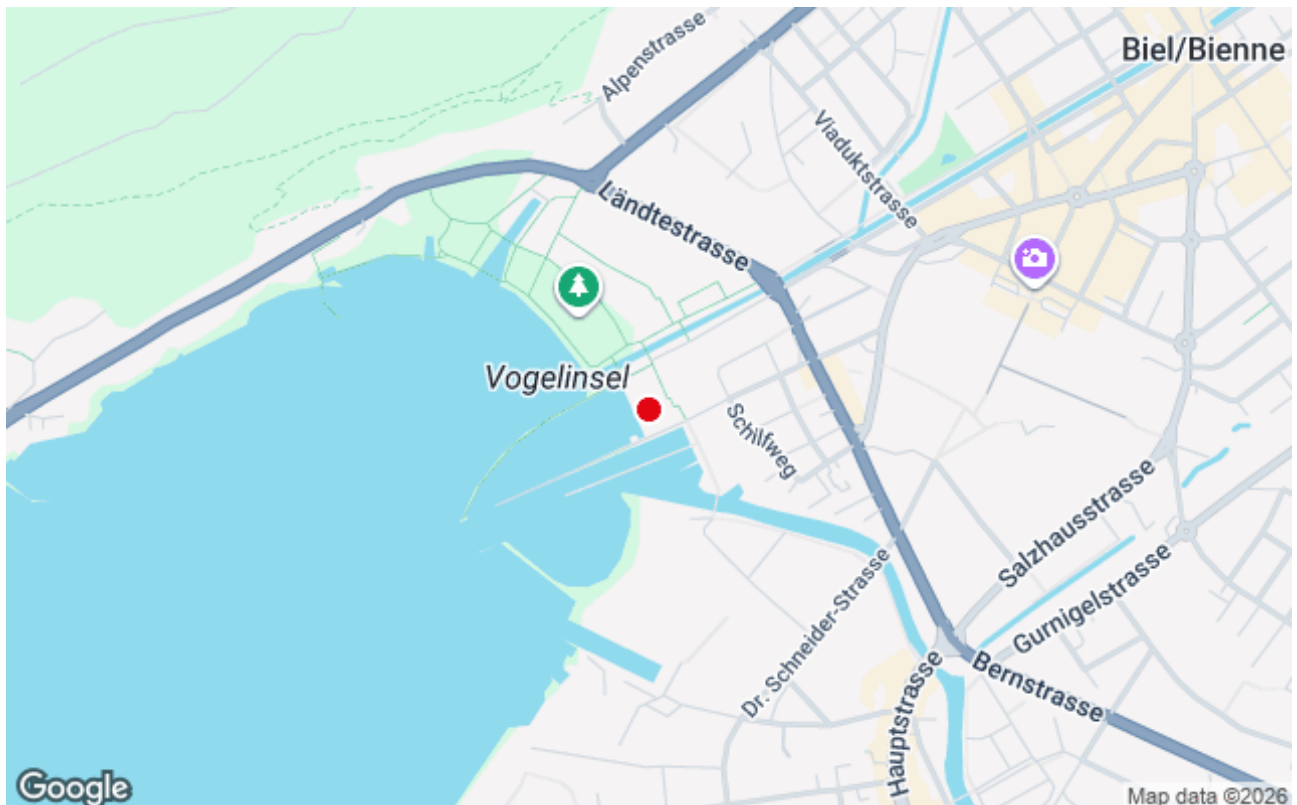 Alpenstrasse
Biel/Bienne
Viaduktstrasse
Ländtestrasse
Vogelinsel
Schilfweg
Salzhausstrasse
Gurnigelstrasse
Dr. Schneider-Strasse
Hauptstrasse
Bernstrasse
Google
Map data ©2026